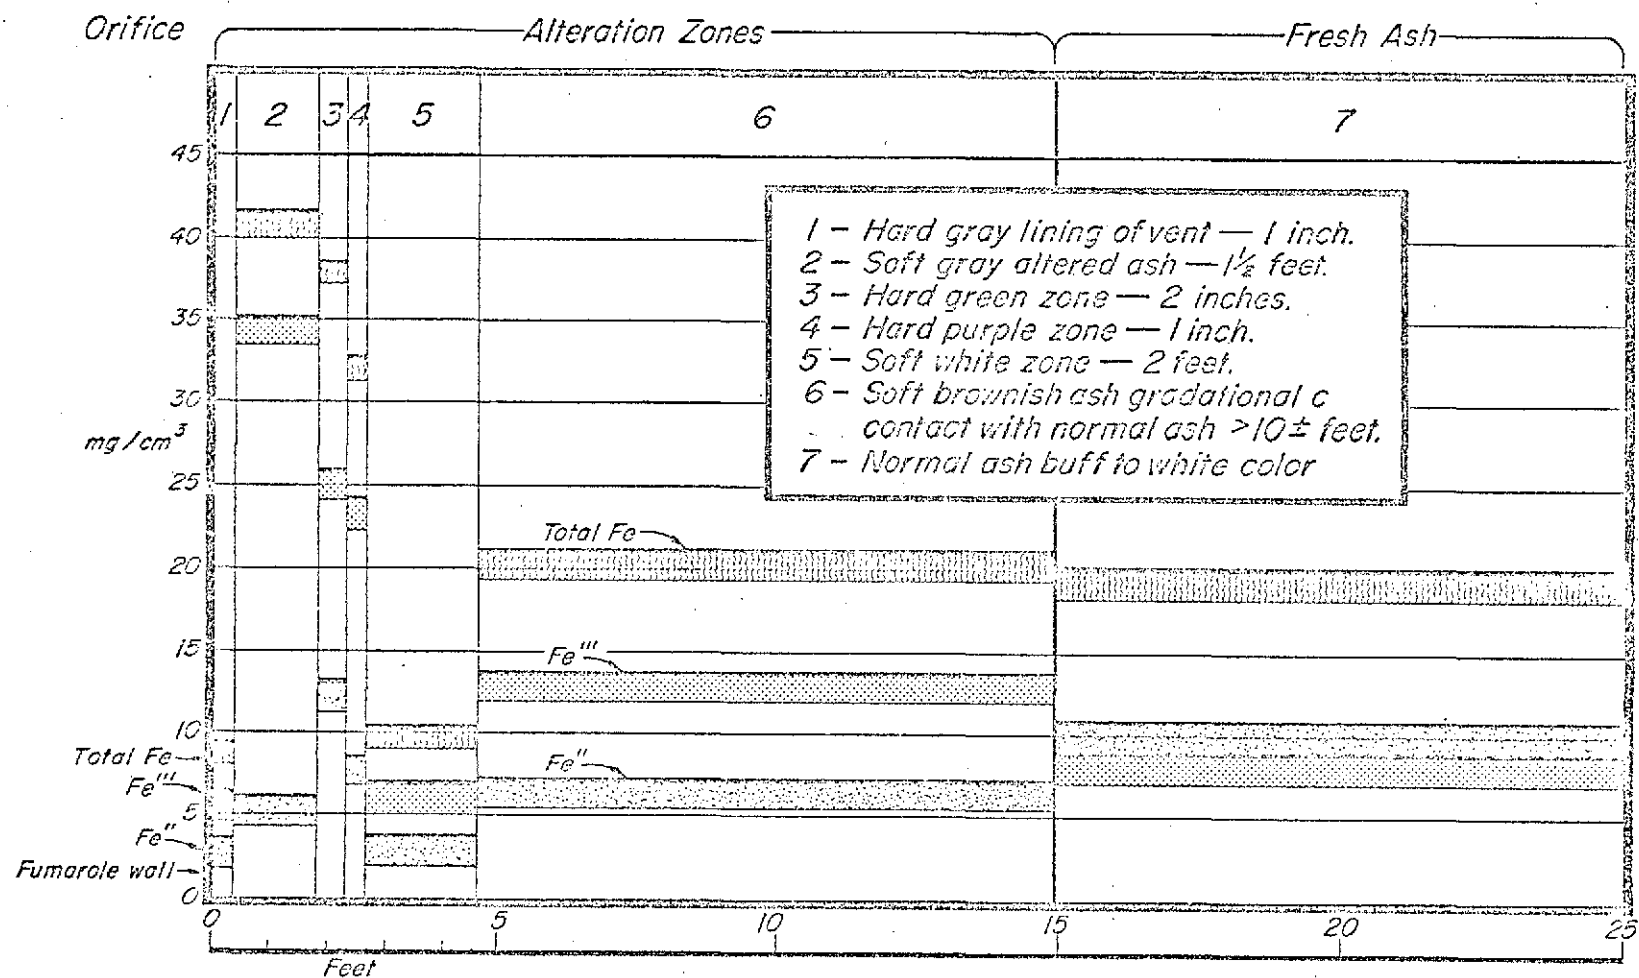 Orifice
Alteration Zones
Fresh Ash
1 2 3 4 5 6 7
45
40
35
30
mg/cm³
25
20
15
10
5
0
1 – Hard gray lining of vent — 1 inch.
2 – Soft gray altered ash — 1½ feet.
3 – Hard green zone — 2 inches.
4 – Hard purple zone — 1 inch.
5 – Soft white zone — 2 feet.
6 – Soft brownish ash gradational c
contact with normal ash >10± feet.
7 – Normal ash buff to white color
Total Fe
Fe'''
Fe''
Total Fe
Fe'''
Fe''
Fumarole wall
0 5 10 15 20 25
Feet